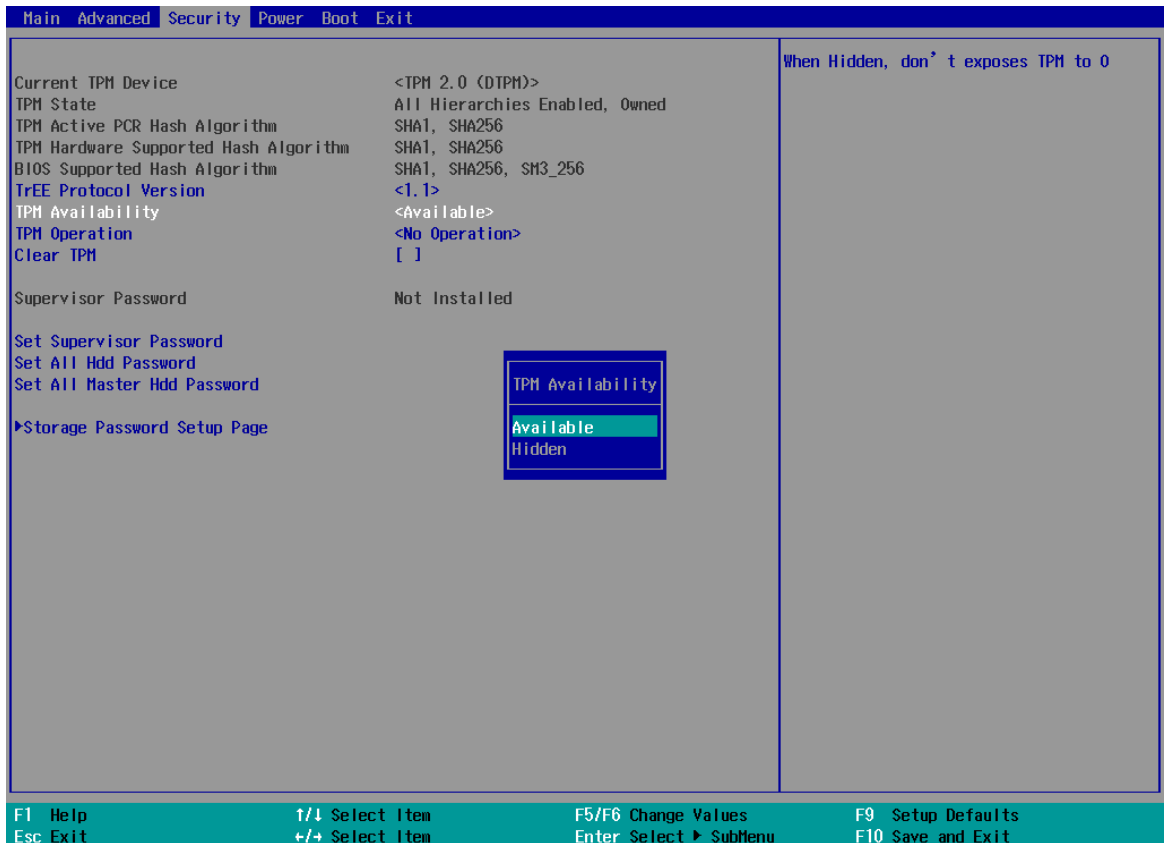 Main Advanced Security Power Boot Exit
When Hidden, don't exposes TPM to 0
Current TPM Device <TPM 2.0 (DTPM)>
TPM State All Hierarchies Enabled, Owned
TPM Active PCR Hash Algorithm SHA1, SHA256
TPM Hardware Supported Hash Algorithm SHA1, SHA256
BIOS Supported Hash Algorithm SHA1, SHA256, SM3_256
TrEE Protocol Version <1.1>
TPM Availability <Available>
TPM Operation <No Operation>
Clear TPM [ ]
Supervisor Password Not Installed
Set Supervisor Password
Set All Hdd Password
Set All Master Hdd Password
▶Storage Password Setup Page
TPM Availability
Available
Hidden
F1 Help ↑/↓ Select Item F5/F6 Change Values F9 Setup Defaults
Esc Exit ←/→ Select Item Enter Select ▶ SubMenu F10 Save and Exit